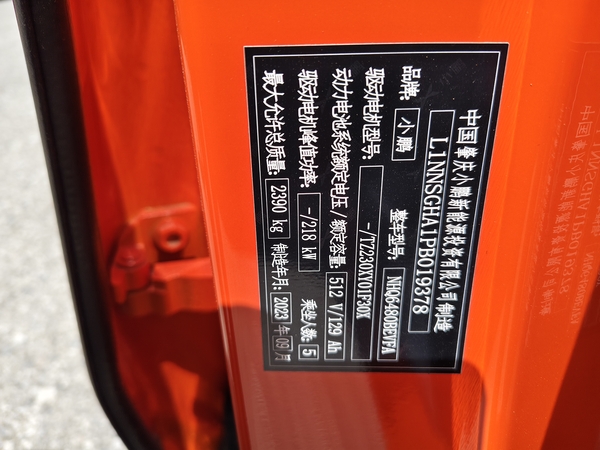 中国肇庆小鹏新能源投资有限公司制造
L1NNSGHA1PB019378
品牌: 小鹏 整车型号: NHQ6480BEVFA
驱动电机型号: -/TZ230XY01F30X
动力电池系统额定电压/额定容量: 512 V/129 Ah
驱动电机峰值功率: -/218 kW 乘坐人数: 5
最大允许总质量: 2390 kg 制造年月: 2023 年 09 月